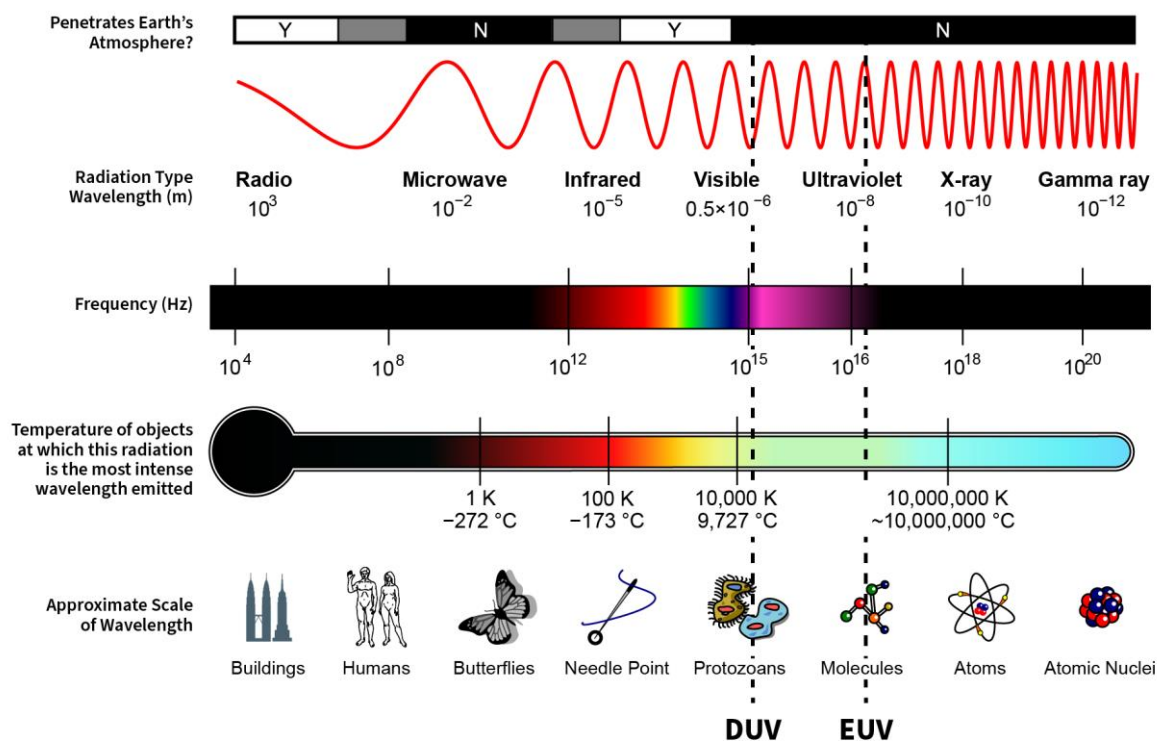 Penetrates Earth's
Atmosphere?
Y N Y N
Radiation Type
Wavelength (m)
Radio Microwave Infrared Visible Ultraviolet X-ray Gamma ray
10³ 10⁻² 10⁻⁵ 0.5×10⁻⁶ 10⁻⁸ 10⁻¹⁰ 10⁻¹²
Frequency (Hz)
10⁴ 10⁸ 10¹² 10¹⁵ 10¹⁶ 10¹⁸ 10²⁰
Temperature of objects
at which this radiation
is the most intense
wavelength emitted
1 K 100 K 10,000 K 10,000,000 K
−272 °C −173 °C 9,727 °C ~10,000,000 °C
Approximate Scale
of Wavelength
Buildings Humans Butterflies Needle Point Protozoans Molecules Atoms Atomic Nuclei
DUV EUV